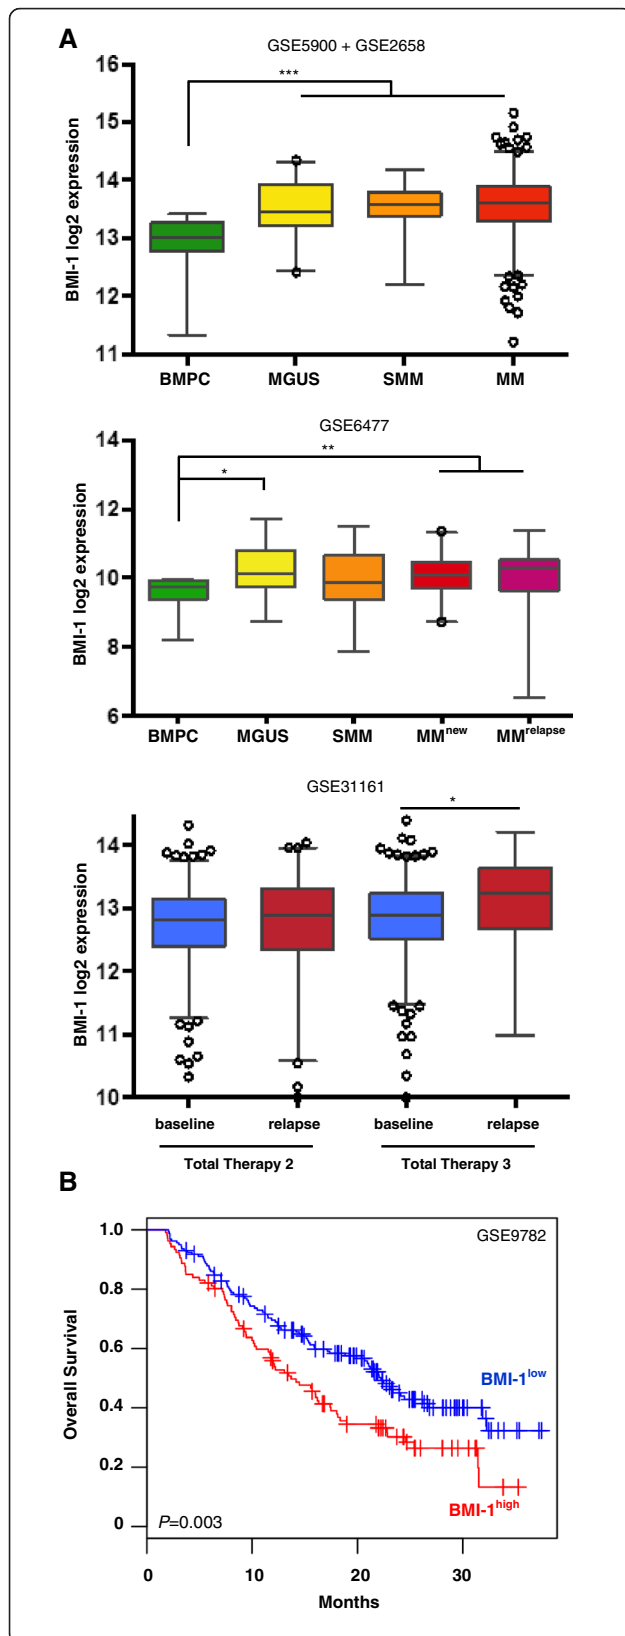 A
GSE5900 + GSE2658
***
BMI-1 log2 expression
16
15
14
13
12
11
BMPC MGUS SMM MM
GSE6477
**
*
BMI-1 log2 expression
14
12
10
8
6
BMPC MGUS SMM MMnew MMrelapse
GSE31161
*
BMI-1 log2 expression
14
13
12
11
10
baseline relapse baseline relapse
Total Therapy 2 Total Therapy 3
B
GSE9782
Overall Survival
1.0
0.8
0.6
0.4
0.2
0
BMI-1low
BMI-1high
P=0.003
0 10 20 30
Months